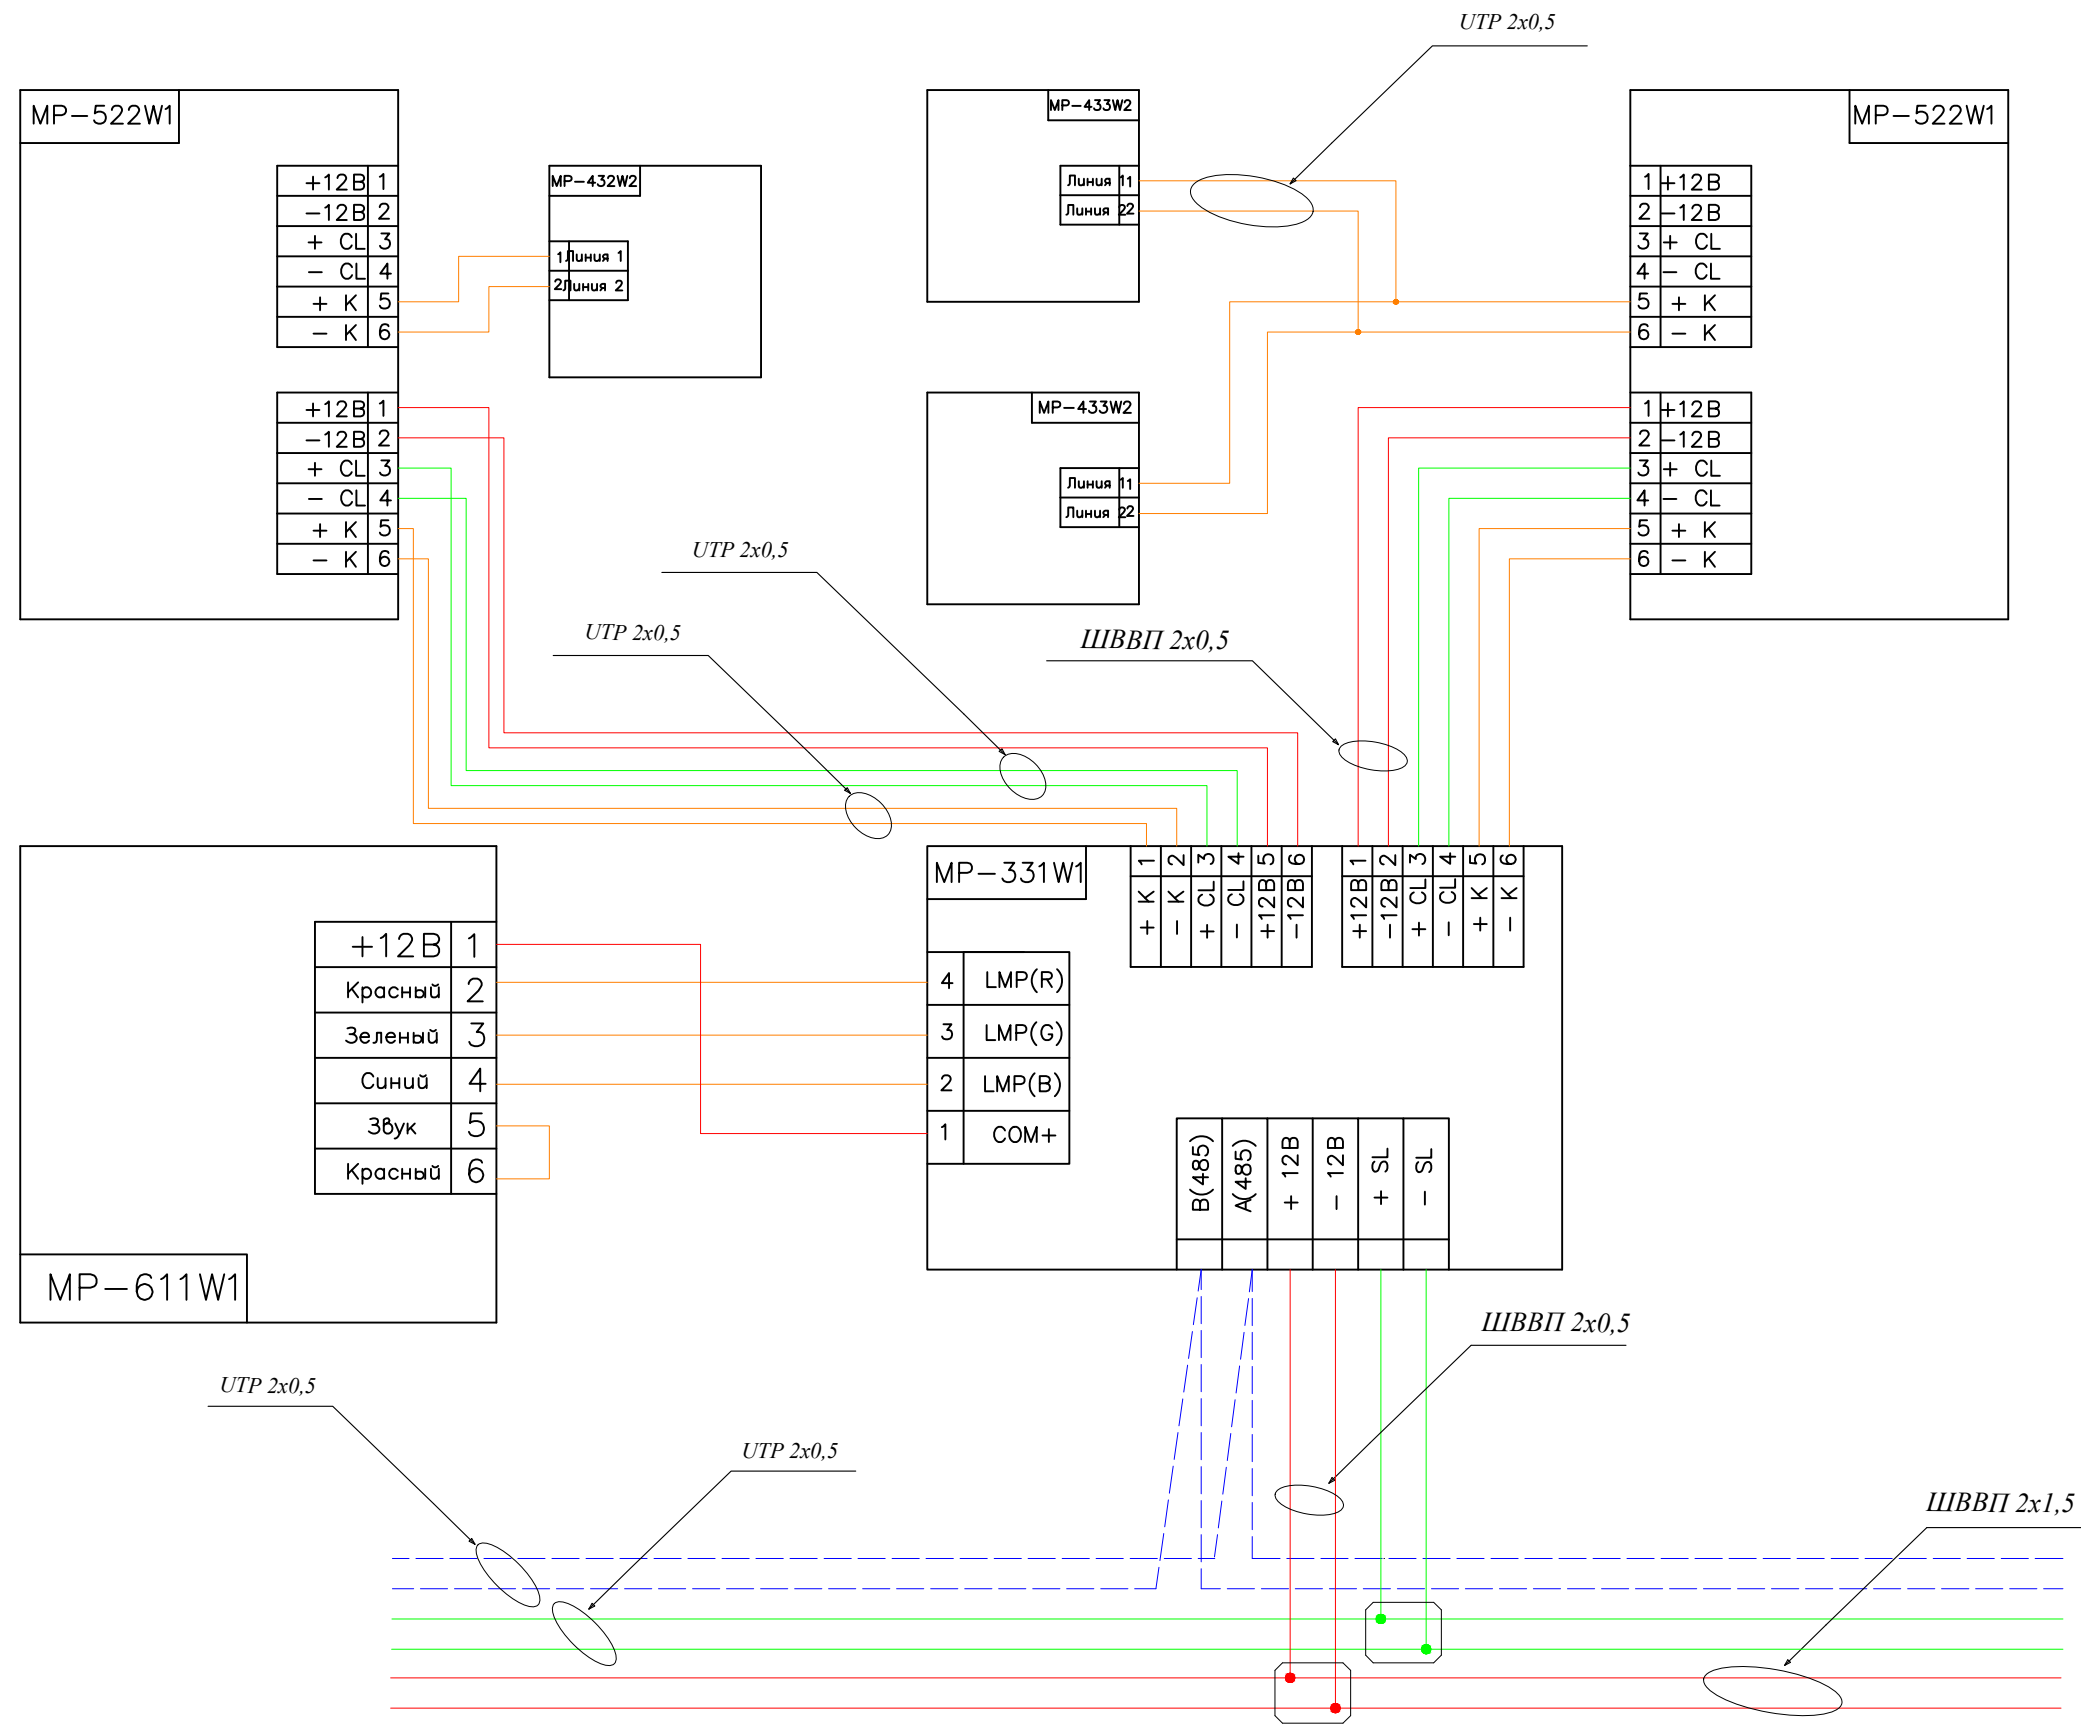 UTP 2x0,5
MP-522W1
+12В 1
-12В 2
+ CL 3
- CL 4
+ K 5
- K 6
+12В 1
-12В 2
+ CL 3
- CL 4
+ K 5
- K 6
MP-432W2
1 Линия 1
2 Линия 2
MP-433W2
Линия 1 1
Линия 2 2
MP-433W2
Линия 1 1
Линия 2 2
MP-522W1
1 +12В
2 -12В
3 + CL
4 - CL
5 + K
6 - K
1 +12В
2 -12В
3 + CL
4 - CL
5 + K
6 - K
UTP 2x0,5
UTP 2x0,5
ШВВП 2x0,5
MP-611W1
+12В 1
Красный 2
Зеленый 3
Синий 4
Звук 5
Красный 6
MP-331W1
+ K 1
- K 2
+ CL 3
- CL 4
+12В 5
-12В 6
+12В 1
-12В 2
+ CL 3
- CL 4
+ K 5
- K 6
4 LMP(R)
3 LMP(G)
2 LMP(B)
1 COM+
B(485)
A(485)
+ 12В
- 12В
+ SL
- SL
ШВВП 2x0,5
UTP 2x0,5
UTP 2x0,5
ШВВП 2x1,5